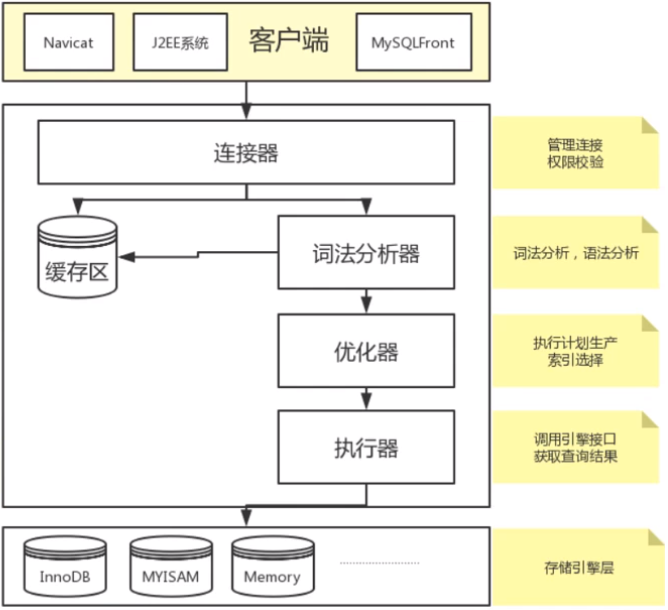 Navicat
J2EE系统
客户端
MySQLFront
连接器
管理连接
权限校验
缓存区
词法分析器
词法分析，语法分析
优化器
执行计划生产
索引选择
执行器
调用引擎接口
获取查询结果
InnoDB
MYISAM
Memory
存储引擎层